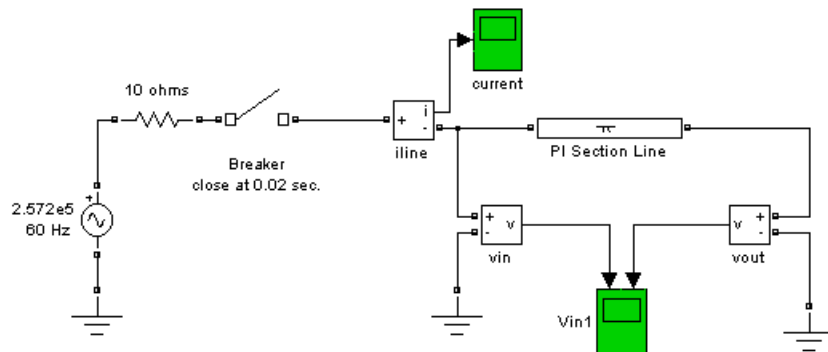 current
10 ohms
+
i
-
iline
Breaker
close at 0.02 sec.
PI Section Line
+
2.572e5
60 Hz
+
-
v
vin
v
+
-
vout
Vin1